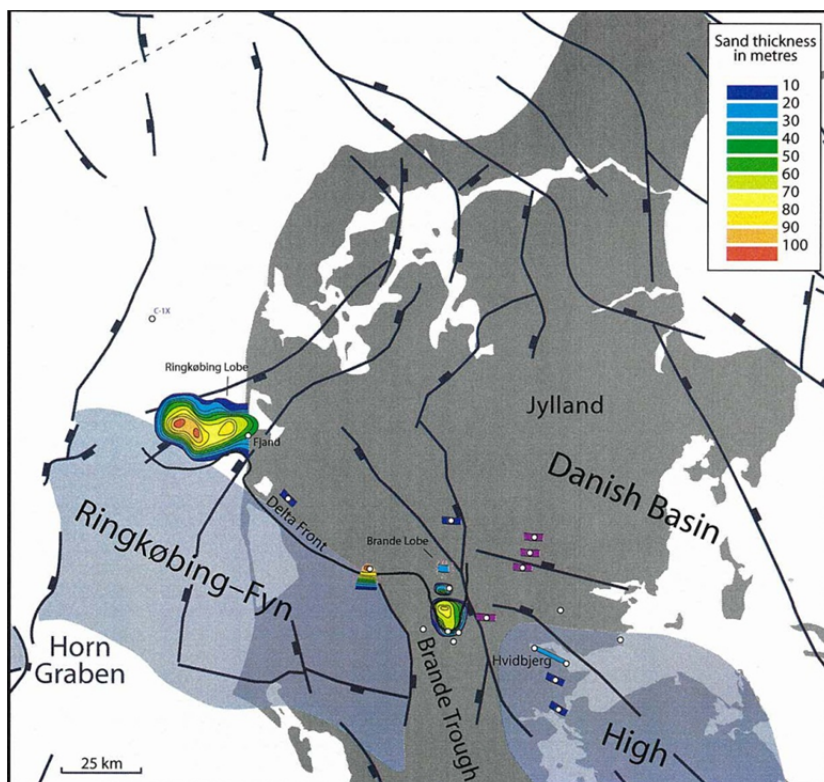 Sand thickness
in metres
10
20
30
40
50
60
70
80
90
100
C-1X
Ringkøbing Lobe
Fjand
Jylland
Danish Basin
Delta Front
Brande Lobe
Ringkøbing–Fyn
Horn
Graben
Hvidbjerg
Brande Trough
High
25 km